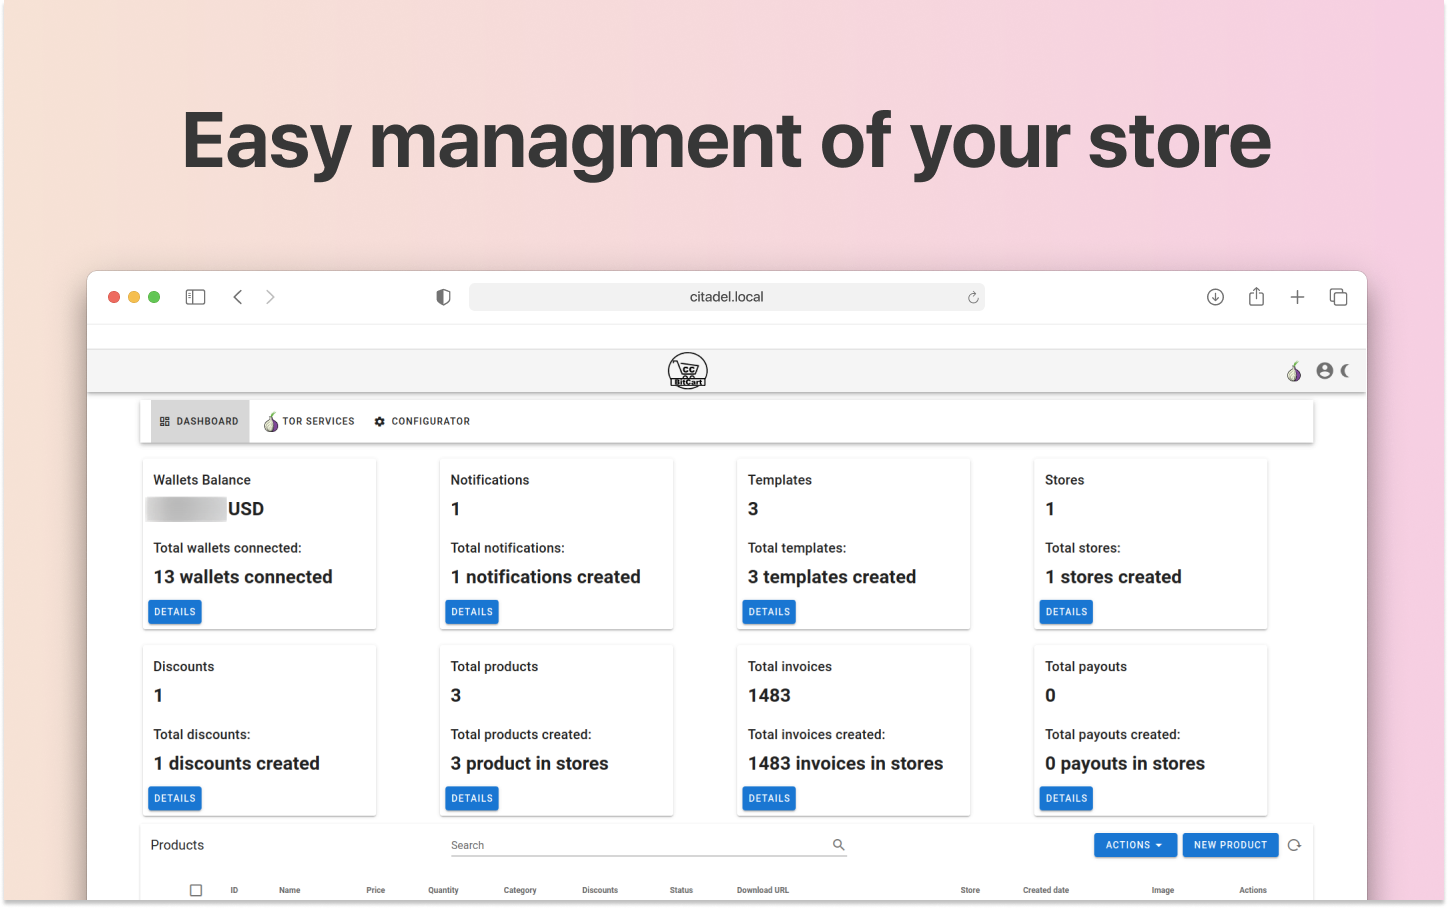 Easy managment of your store
citadel.local
CC
BitCart
DASHBOARD TOR SERVICES CONFIGURATOR
Wallets Balance
USD
Total wallets connected:
13 wallets connected
DETAILS
Notifications
1
Total notifications:
1 notifications created
DETAILS
Templates
3
Total templates:
3 templates created
DETAILS
Stores
1
Total stores:
1 stores created
DETAILS
Discounts
1
Total discounts:
1 discounts created
DETAILS
Total products
3
Total products created:
3 product in stores
DETAILS
Total invoices
1483
Total invoices created:
1483 invoices in stores
DETAILS
Total payouts
0
Total payouts created:
0 payouts in stores
DETAILS
Products Search ACTIONS NEW PRODUCT
ID Name Price Quantity Category Discounts Status Download URL Store Created date Image Actions